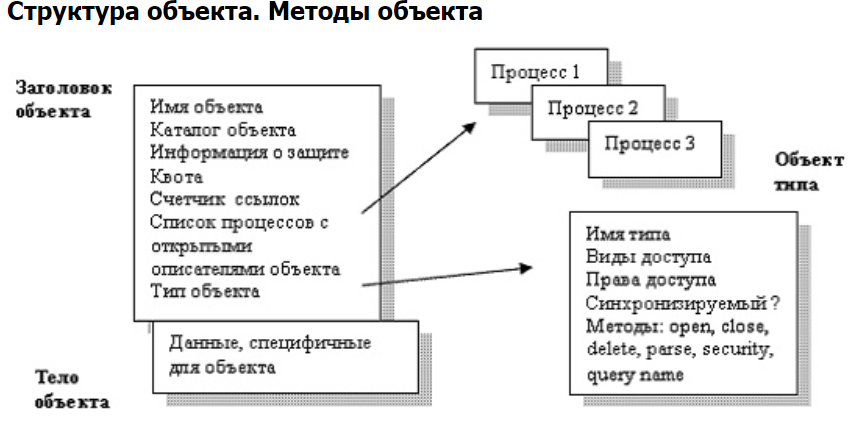 Структура объекта. Методы объекта
Заголовок
объекта
Имя объекта
Каталог объекта
Информация о защите
Квота
Счетчик ссылок
Список процессов с
открытыми
описателями объекта
Тип объекта
Данные, специфичные
для объекта
Тело
объекта
Процесс 1
Процесс 2
Процесс 3
Объект
типа
Имя типа
Виды доступа
Права доступа
Синхронизируемый ?
Методы: open, close,
delete, parse, security,
query name